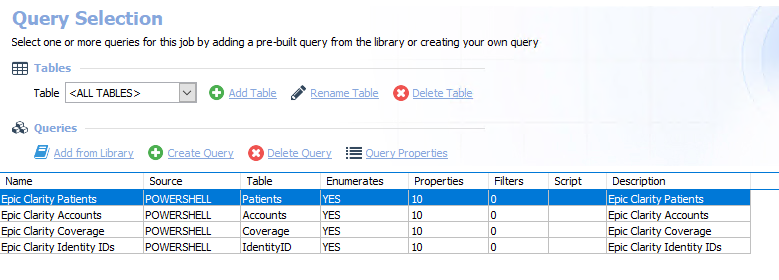 Query Selection
Select one or more queries for this job by adding a pre-built query from the library or creating your own query
Tables
Table <ALL TABLES> Add Table Rename Table Delete Table
Queries
Add from Library Create Query Delete Query Query Properties
Name Source Table Enumerates Properties Filters Script Description
Epic Clarity Patients POWERSHELL Patients YES 10 0 Epic Clarity Patients
Epic Clarity Accounts POWERSHELL Accounts YES 10 0 Epic Clarity Accounts
Epic Clarity Coverage POWERSHELL Coverage YES 10 0 Epic Clarity Coverage
Epic Clarity Identity IDs POWERSHELL IdentityID YES 10 0 Epic Clarity Identity IDs